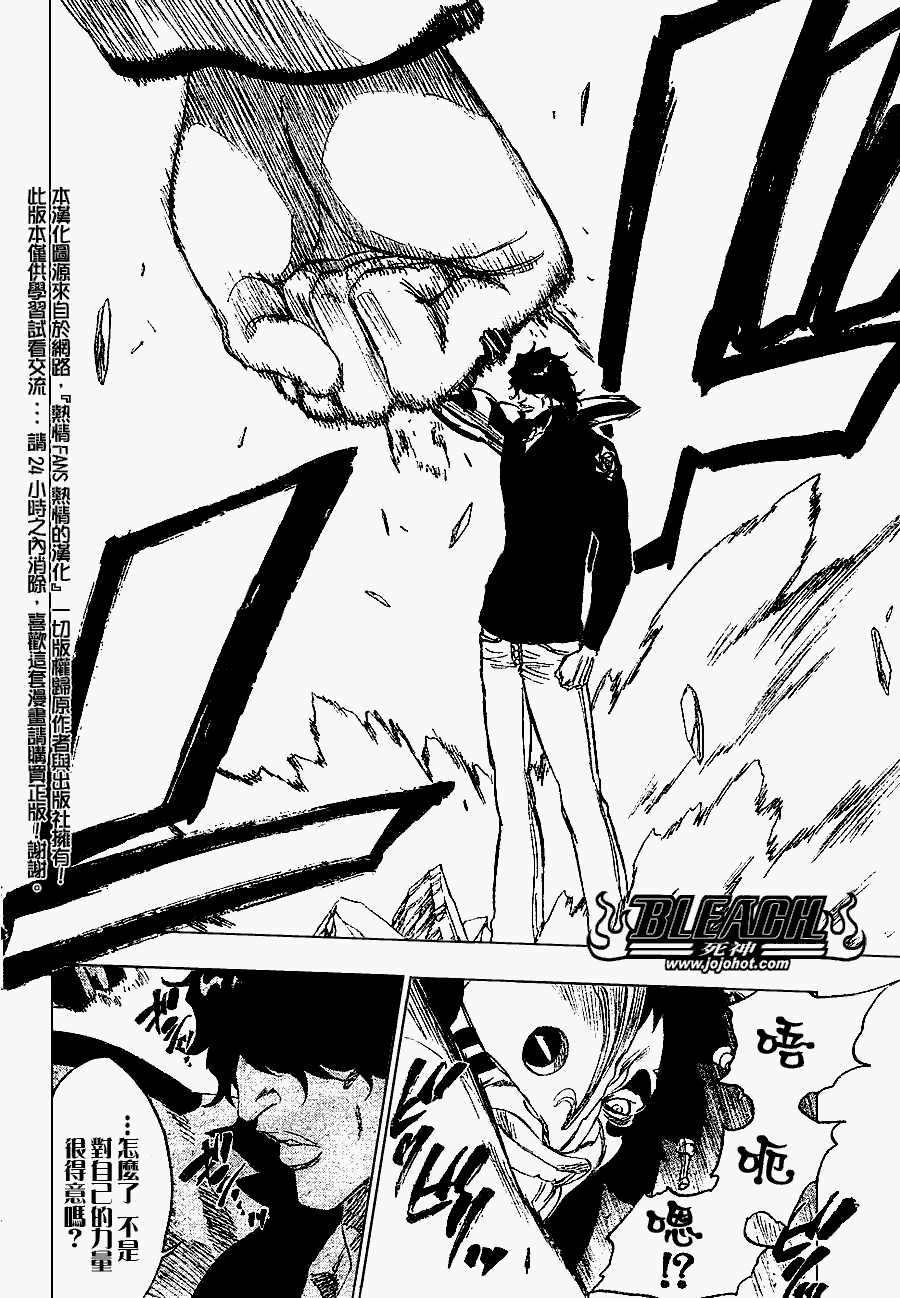 本漢化圖源來自於網路，『熱情FANS熱情的漢化』一切版權歸原作者與出版社擁有！
此版本僅供學習試看交流… 請24小時之內消除，喜歡這套漫畫請購買正版！謝謝。
BLEACH
死神
www.jojohot.com
唔
呃
嗯!?
…怎麼了 不是
對自己的力量
很得意嗎？